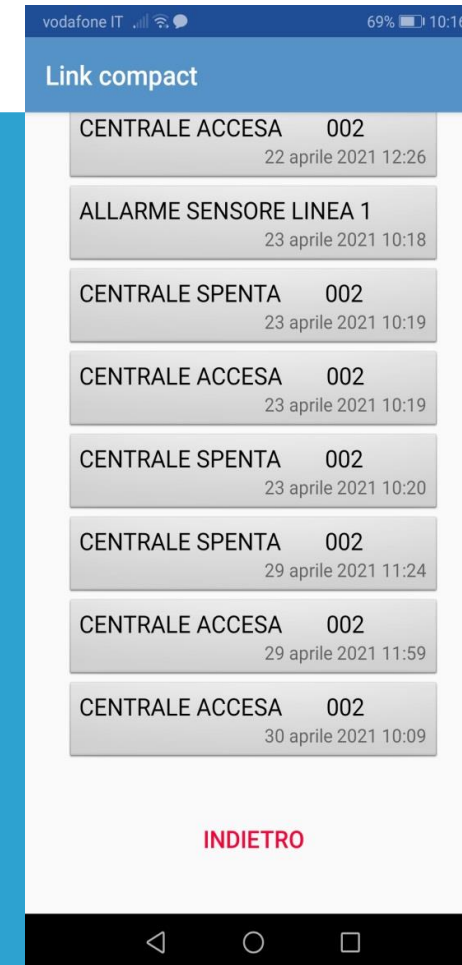 vodafone IT 69% 10:16
Link compact
CENTRALE ACCESA 002
22 aprile 2021 12:26
ALLARME SENSORE LINEA 1
23 aprile 2021 10:18
CENTRALE SPENTA 002
23 aprile 2021 10:19
CENTRALE ACCESA 002
23 aprile 2021 10:19
CENTRALE SPENTA 002
23 aprile 2021 10:20
CENTRALE SPENTA 002
29 aprile 2021 11:24
CENTRALE ACCESA 002
29 aprile 2021 11:59
CENTRALE ACCESA 002
30 aprile 2021 10:09
INDIETRO